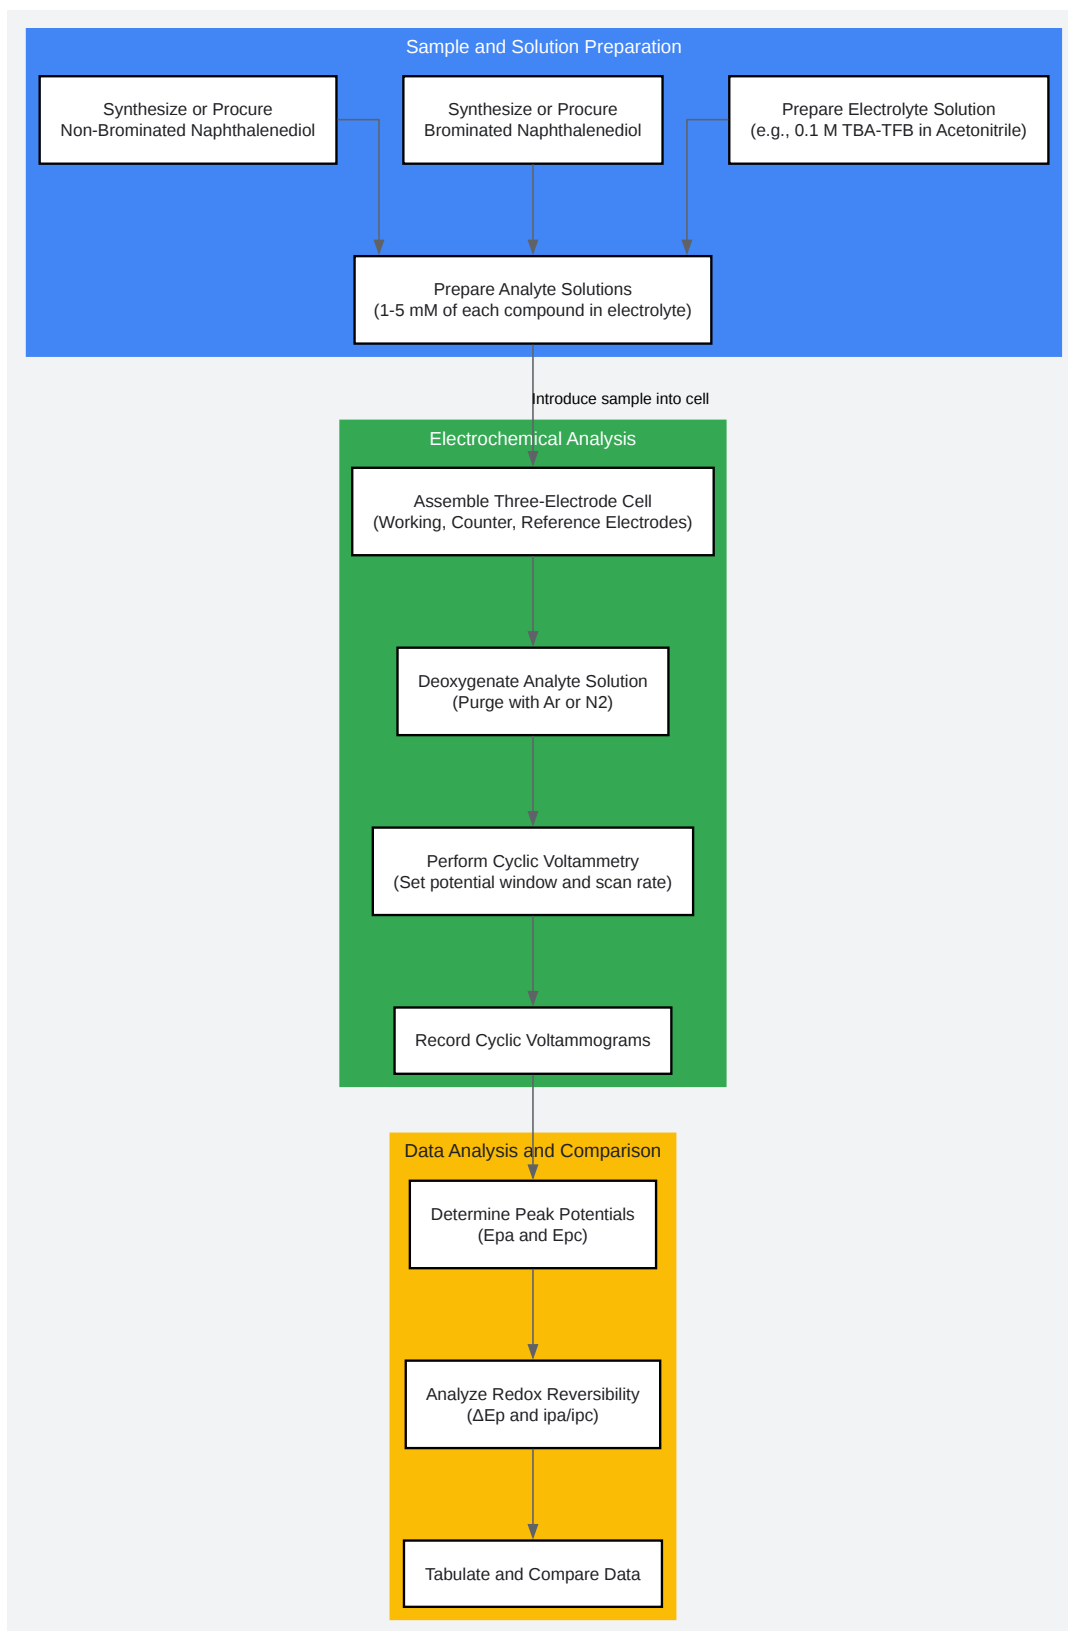 Sample and Solution Preparation
Synthesize or Procure
Non-Brominated Naphthalenediol
Synthesize or Procure
Brominated Naphthalenediol
Prepare Electrolyte Solution
(e.g., 0.1 M TBA-TFB in Acetonitrile)
Prepare Analyte Solutions
(1-5 mM of each compound in electrolyte)
Introduce sample into cell
Electrochemical Analysis
Assemble Three-Electrode Cell
(Working, Counter, Reference Electrodes)
Deoxygenate Analyte Solution
(Purge with Ar or N2)
Perform Cyclic Voltammetry
(Set potential window and scan rate)
Record Cyclic Voltammograms
Data Analysis and Comparison
Determine Peak Potentials
(Epa and Epc)
Analyze Redox Reversibility
(ΔEp and ipa/ipc)
Tabulate and Compare Data